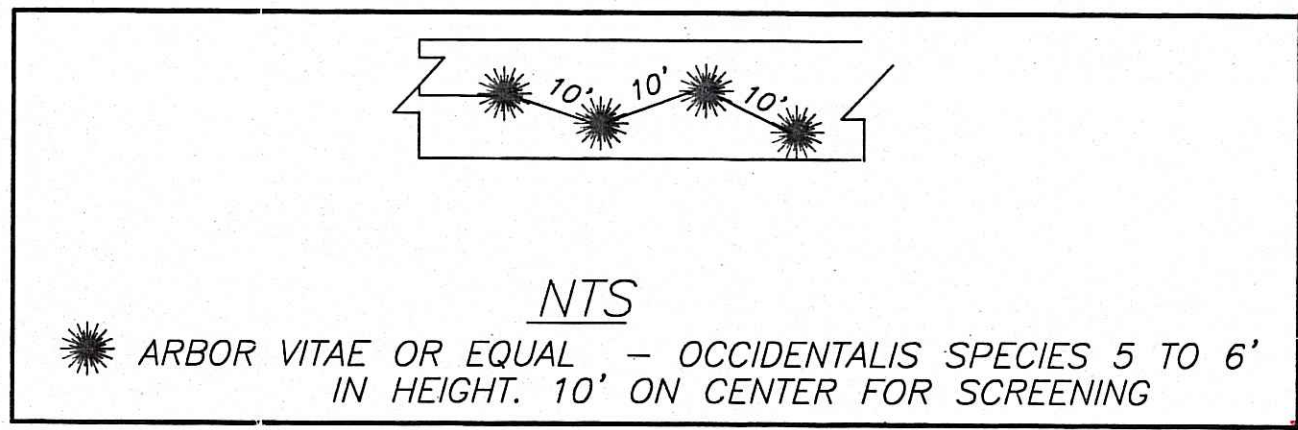 10' 10' 10'
NTS
ARBOR VITAE OR EQUAL – OCCIDENTALIS SPECIES 5 TO 6'
IN HEIGHT. 10' ON CENTER FOR SCREENING